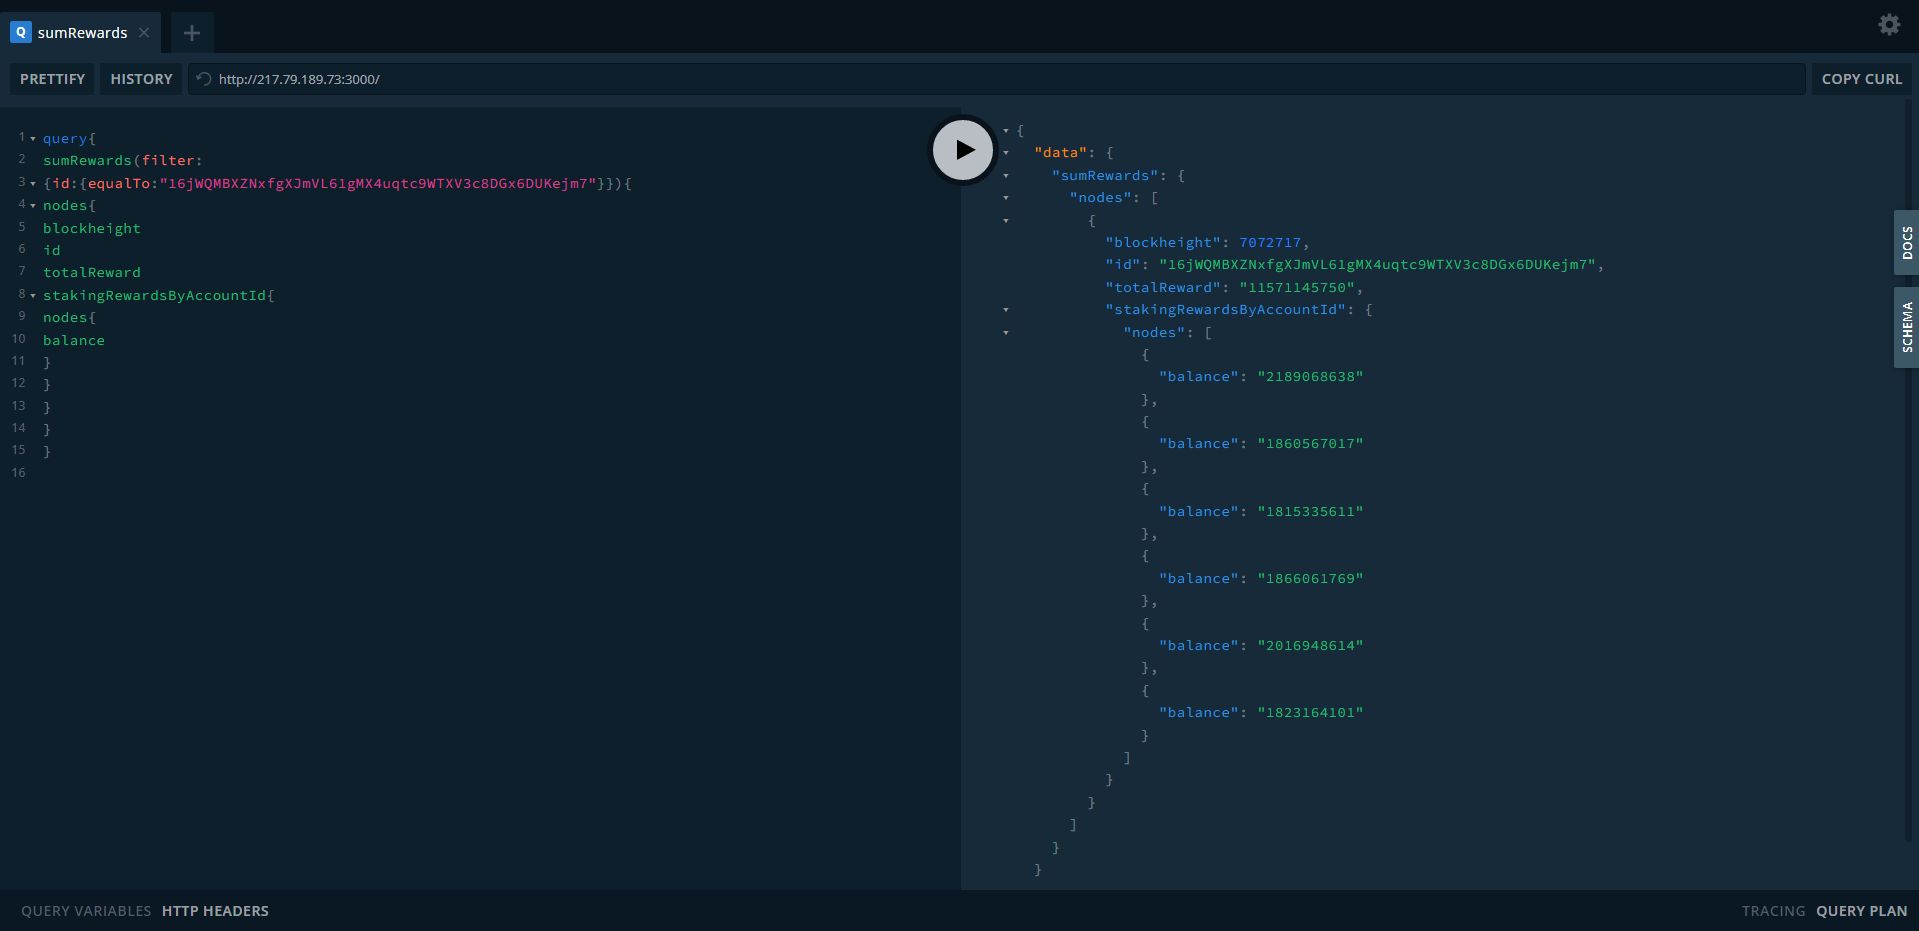 Q sumRewards
PRETTIFY HISTORY http://217.79.189.73:3000/ COPY CURL
1 query{
2 sumRewards(filter:
3 {id:{equalTo:"16jWQMBXZNxfgXJmVL61gMX4uqtc9WTXV3c8DGx6DUKejm7"}}){
4 nodes{
5 blockheight
6 id
7 totalReward
8 stakingRewardsByAccountId{
9 nodes{
10 balance
11 }
12 }
13 }
14 }
15 }
16
{
"data": {
"sumRewards": {
"nodes": [
{
"blockheight": 7072717,
"id": "16jWQMBXZNxfgXJmVL61gMX4uqtc9WTXV3c8DGx6DUKejm7",
"totalReward": "11571145750",
"stakingRewardsByAccountId": {
"nodes": [
{
"balance": "2189068638"
},
{
"balance": "1860567017"
},
{
"balance": "1815335611"
},
{
"balance": "1866061769"
},
{
"balance": "2016948614"
},
{
"balance": "1823164101"
}
]
}
}
]
}
}
DOCS
SCHEMA
QUERY VARIABLES HTTP HEADERS
TRACING QUERY PLAN